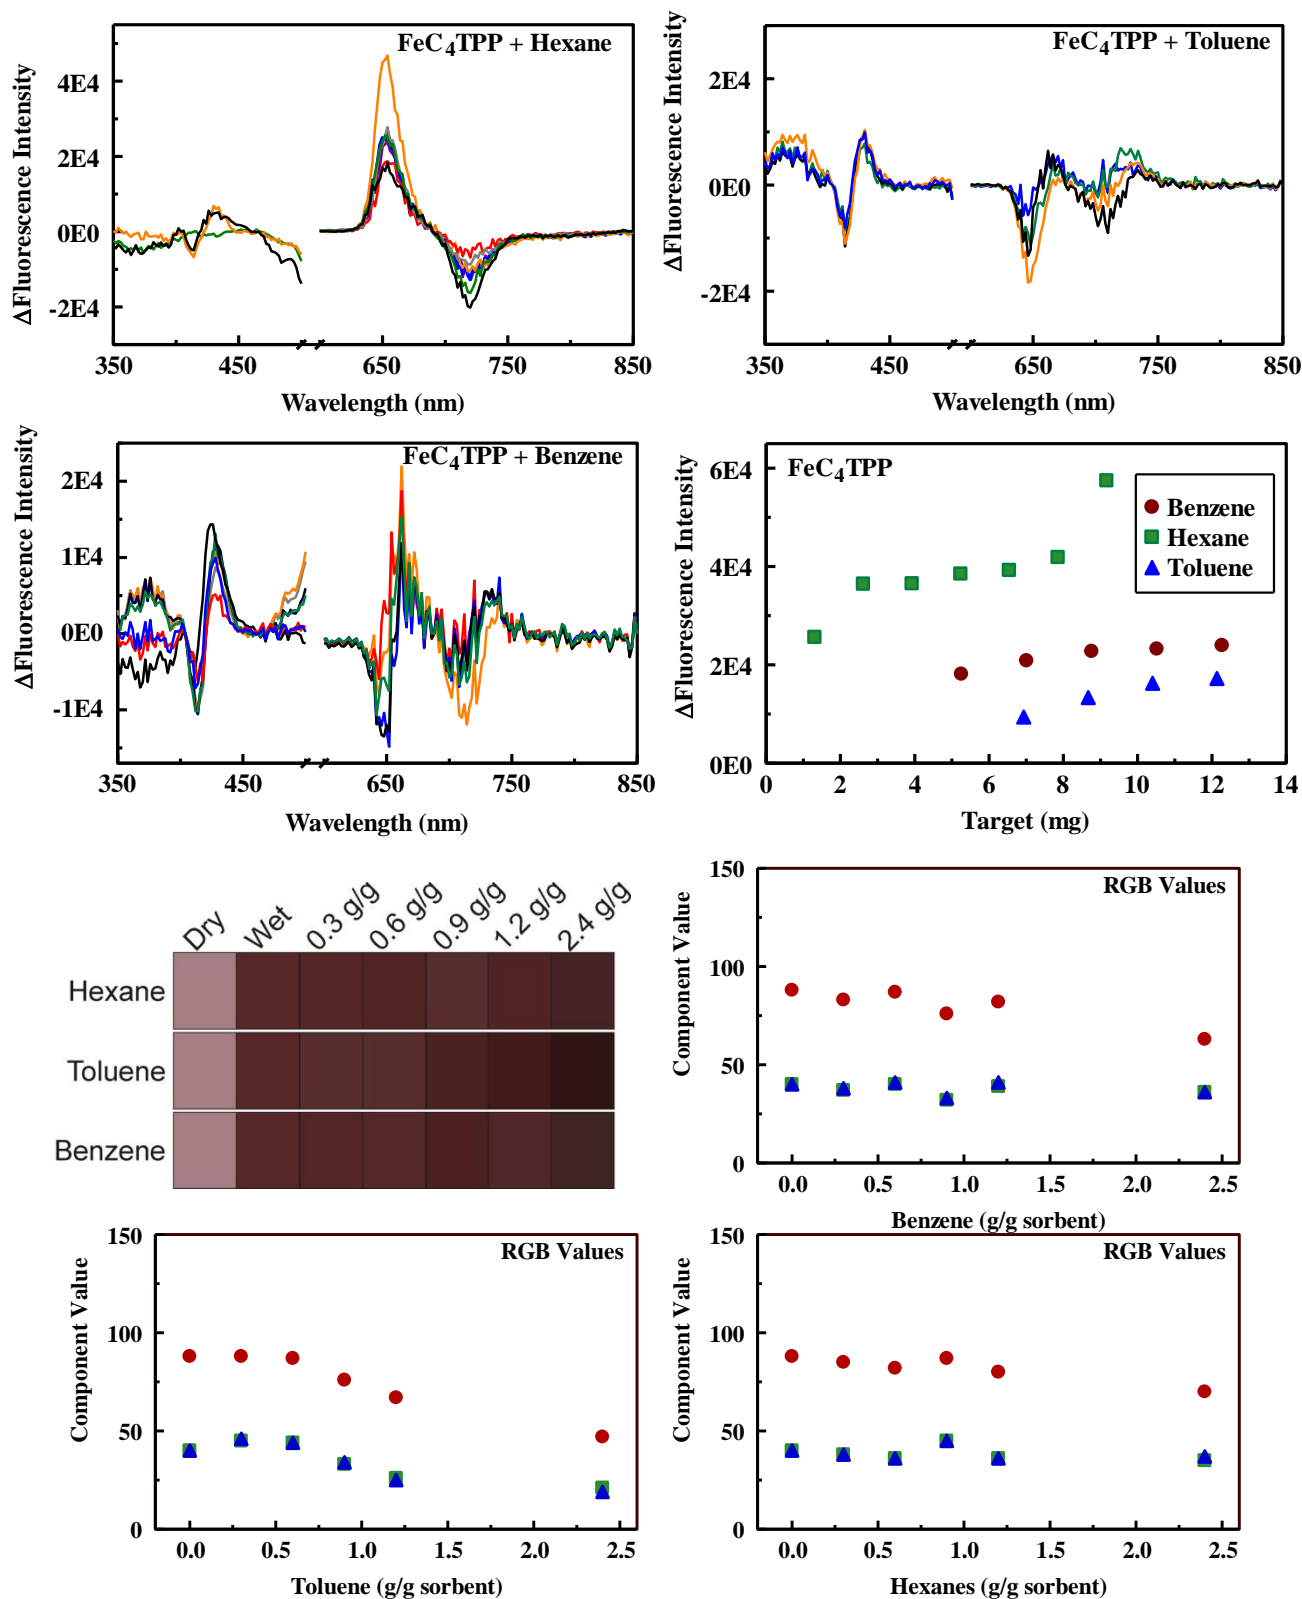 FeC4TPP + Hexane
ΔFluorescence Intensity
4E4
2E4
0E0
-2E4
350 450 650 750 850
Wavelength (nm)
FeC4TPP + Toluene
ΔFluorescence Intensity
2E4
0E0
-2E4
350 450 650 750 850
Wavelength (nm)
FeC4TPP + Benzene
ΔFluorescence Intensity
2E4
1E4
0E0
-1E4
350 450 650 750 850
Wavelength (nm)
FeC4TPP
ΔFluorescence Intensity
6E4
4E4
2E4
0E0
Benzene
Hexane
Toluene
0 2 4 6 8 10 12 14
Target (mg)
Dry Wet 0.3 g/g 0.6 g/g 0.9 g/g 1.2 g/g 2.4 g/g
Hexane
Toluene
Benzene
RGB Values
Component Value
150
100
50
0
0.0 0.5 1.0 1.5 2.0 2.5
Benzene (g/g sorbent)
RGB Values
Component Value
150
100
50
0
0.0 0.5 1.0 1.5 2.0 2.5
Toluene (g/g sorbent)
RGB Values
Component Value
150
100
50
0
0.0 0.5 1.0 1.5 2.0 2.5
Hexanes (g/g sorbent)